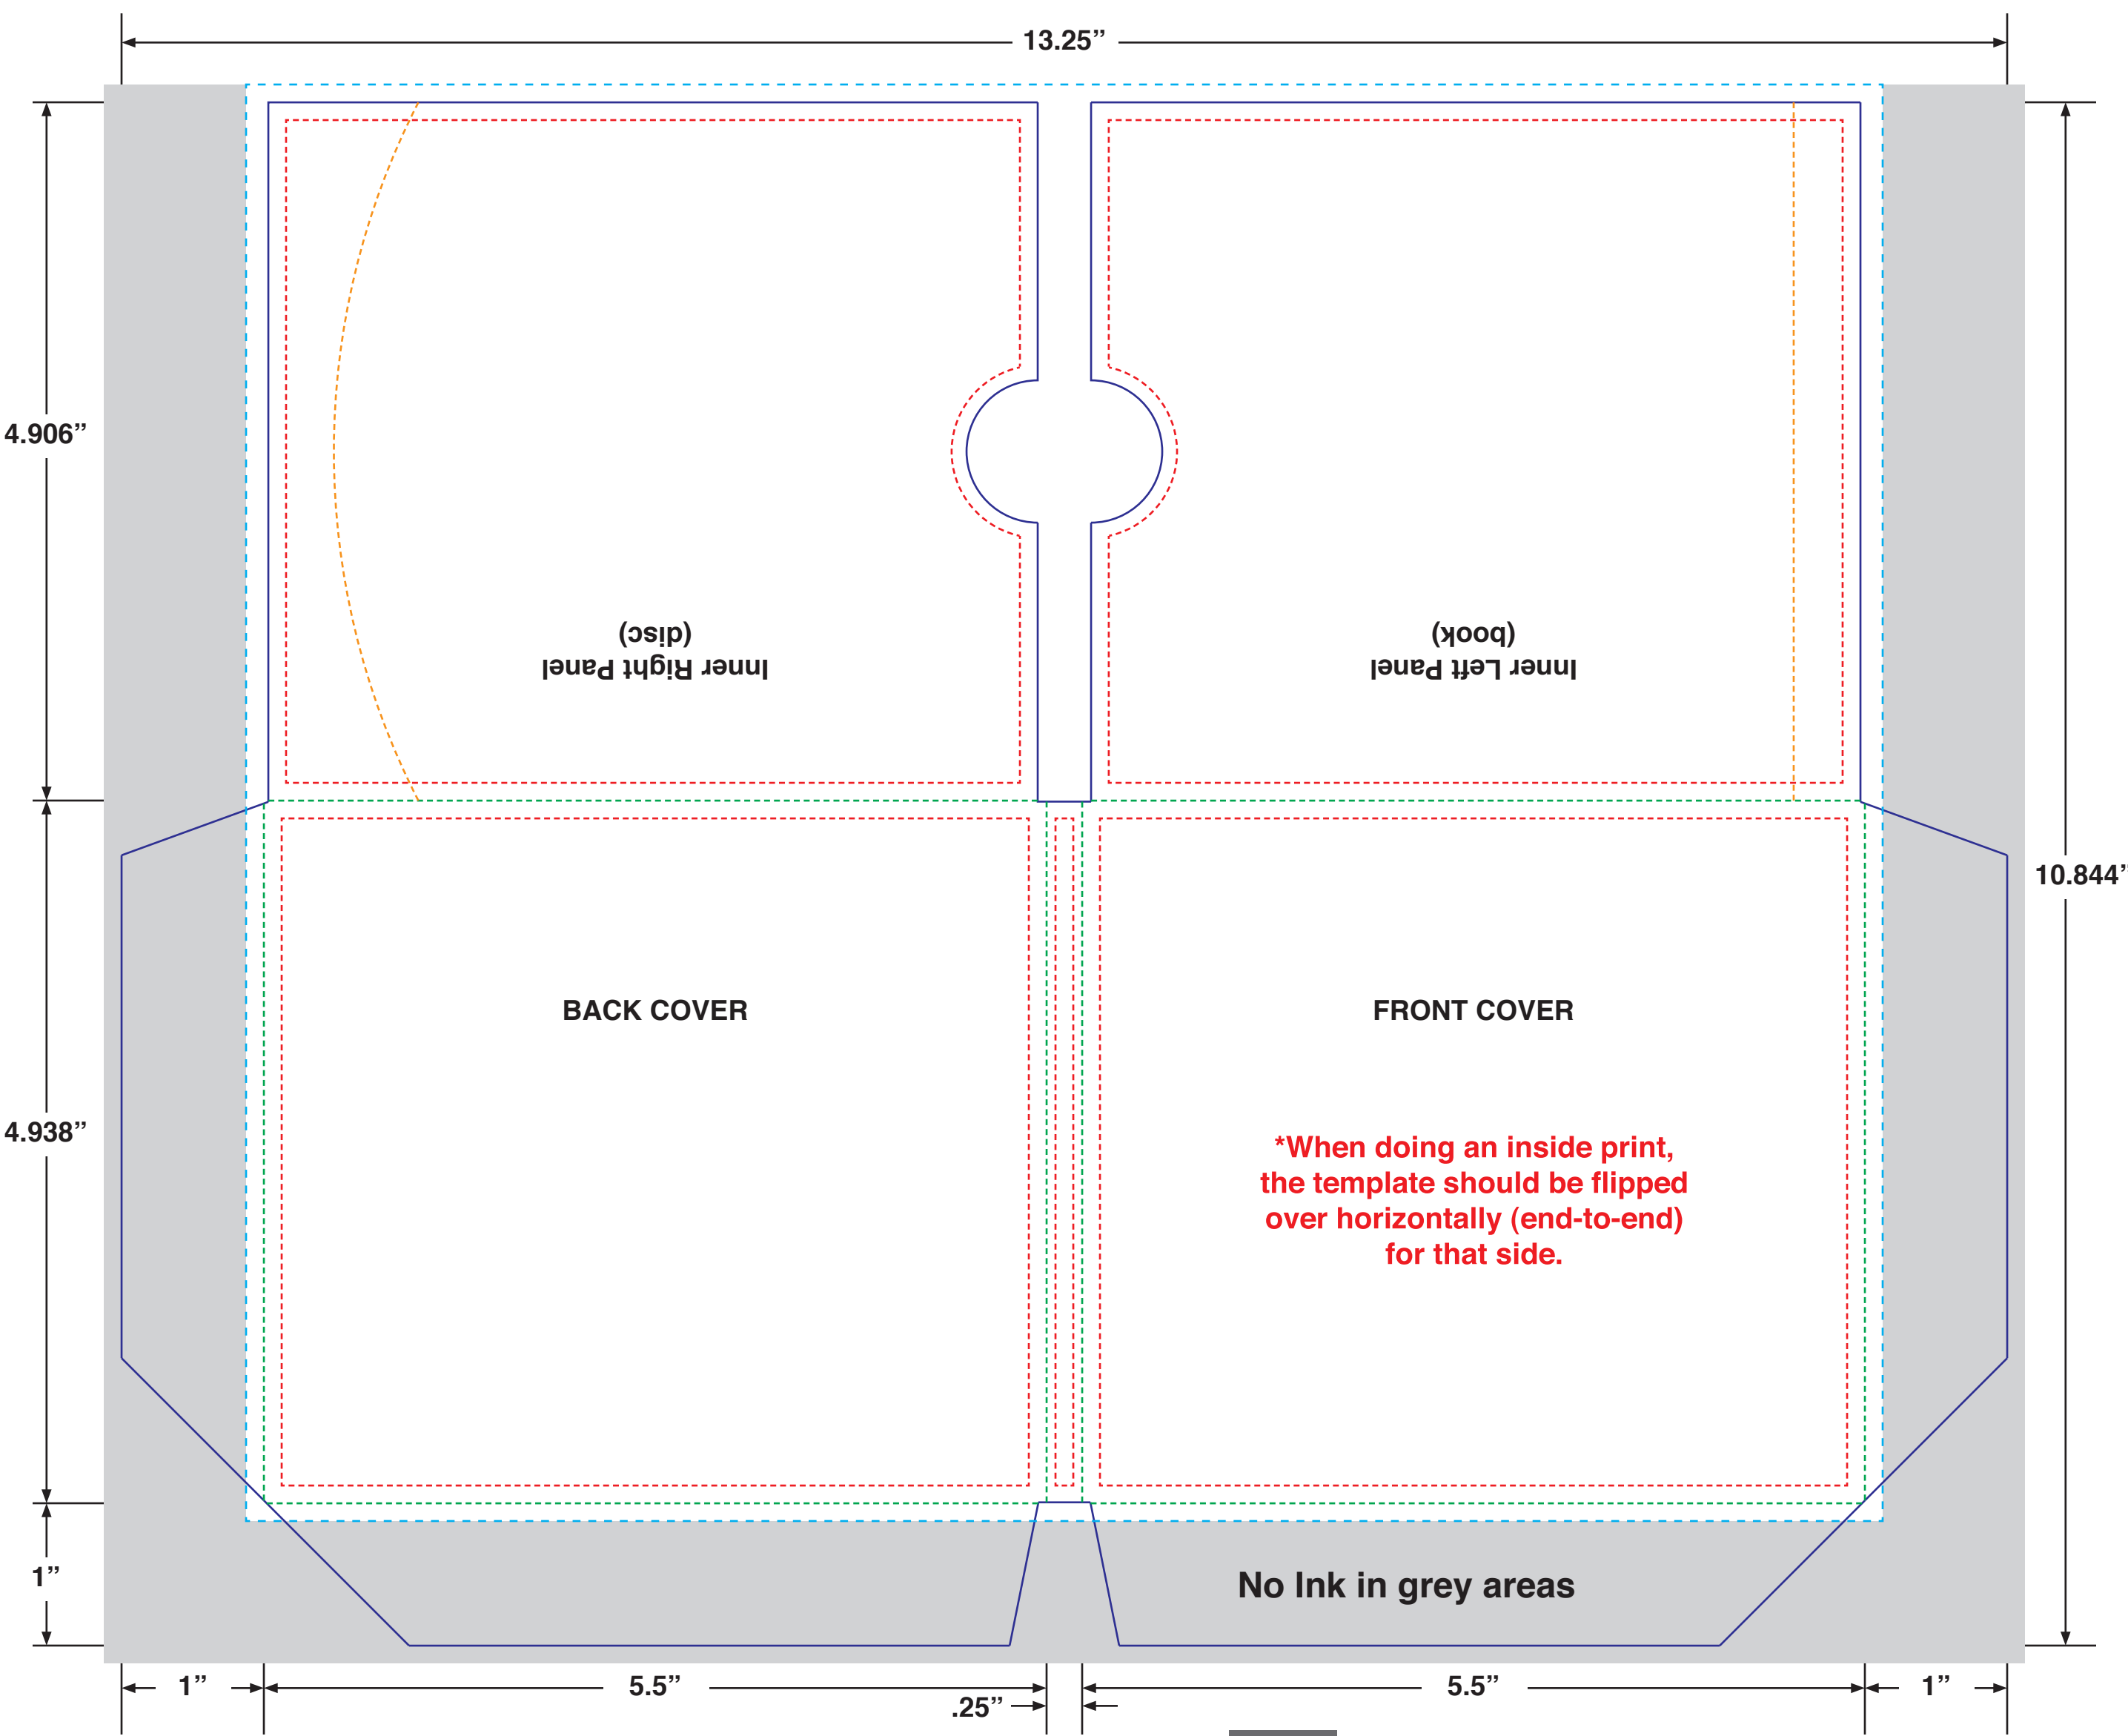 13.25”
4.906”
(disc)
Inner Right Panel
(book)
Inner Left Panel
10.844”
BACK COVER
FRONT COVER
4.938”
*When doing an inside print,
the template should be flipped
over horizontally (end-to-end)
for that side.
1”
No Ink in grey areas
1”
5.5”
.25”
5.5”
1”